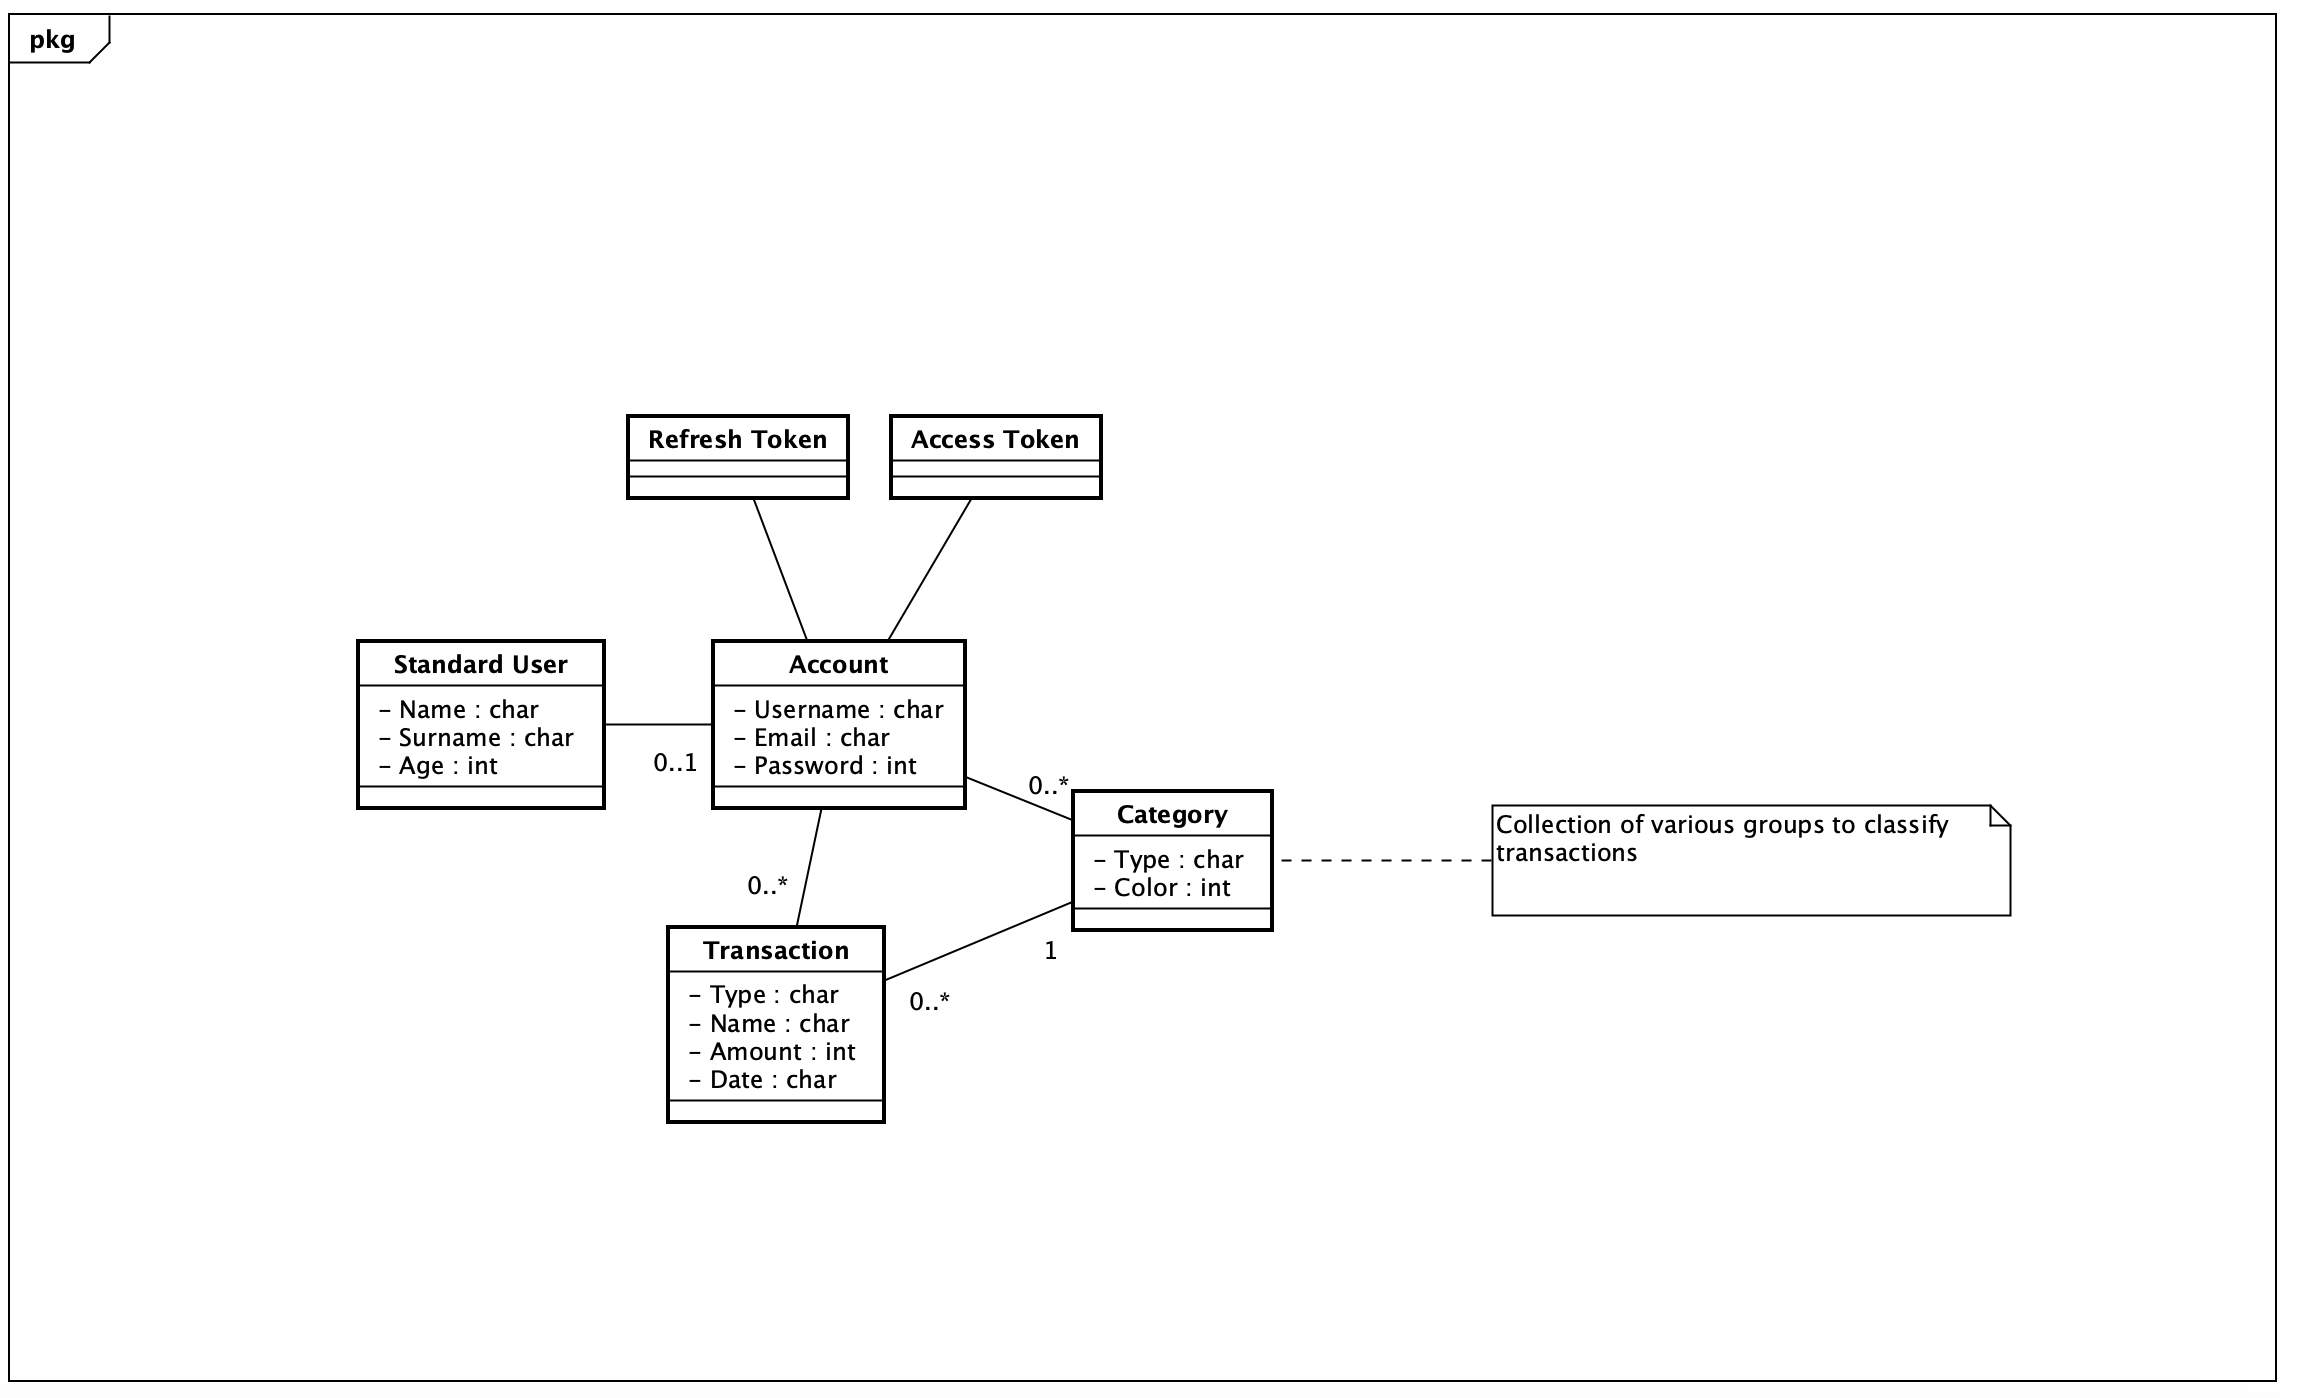 pkg
Refresh Token
Access Token
Standard User
– Name : char
– Surname : char
– Age : int
0..1
Account
– Username : char
– Email : char
– Password : int
0..*
Category
– Type : char
– Color : int
Collection of various groups to classify
transactions
0..*
1
0..*
Transaction
– Type : char
– Name : char
– Amount : int
– Date : char